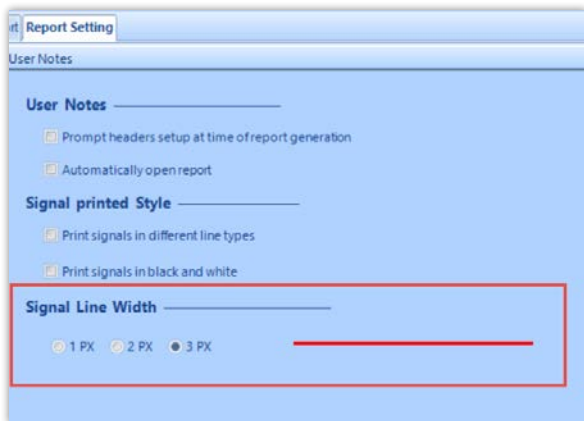 rt Report Setting
User Notes
User Notes
Prompt headers setup at time of report generation
Automatically open report
Signal printed Style
Print signals in different line types
Print signals in black and white
Signal Line Width
1 PX 2 PX 3 PX